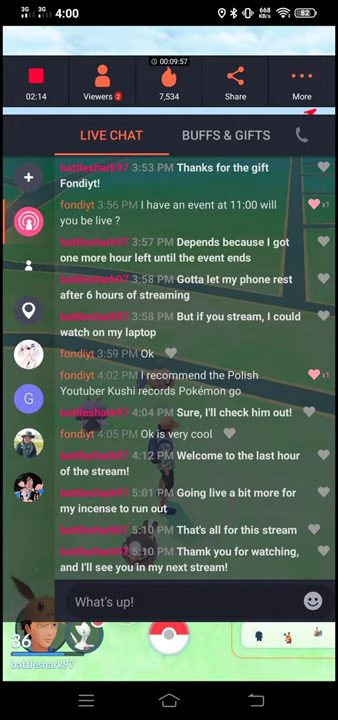 3G 3G 4:00 668 KB/s 82
00:09:57
02:14 Viewers 2 7,534 Share More
LIVE CHAT BUFFS & GIFTS
battleshark97 3:53 PM Thanks for the gift
Fondiyt!
fondiyt 3:56 PM I have an event at 11:00 will
you be live ?
x1
battleshark97 3:57 PM Depends because I got
one more hour left until the event ends
battleshark97 3:58 PM Gotta let my phone rest
after 6 hours of streaming
battleshark97 3:58 PM But if you stream, I could
watch on my laptop
fondiyt 3:59 PM Ok
fondiyt 4:02 PM I recommend the Polish
Youtuber Kushi records Pokémon go
x1
G
battleshark97 4:04 PM Sure, I'll check him out!
fondiyt 4:05 PM Ok is very cool
battleshark97 4:12 PM Welcome to the last hour
of the stream!
battleshark97 5:01 PM Going live a bit more for
my incense to run out
battleshark97 5:10 PM That's all for this stream
battleshark97 5:10 PM Thamk you for watching,
and I'll see you in my next stream!
What's up!
36
battleshark97